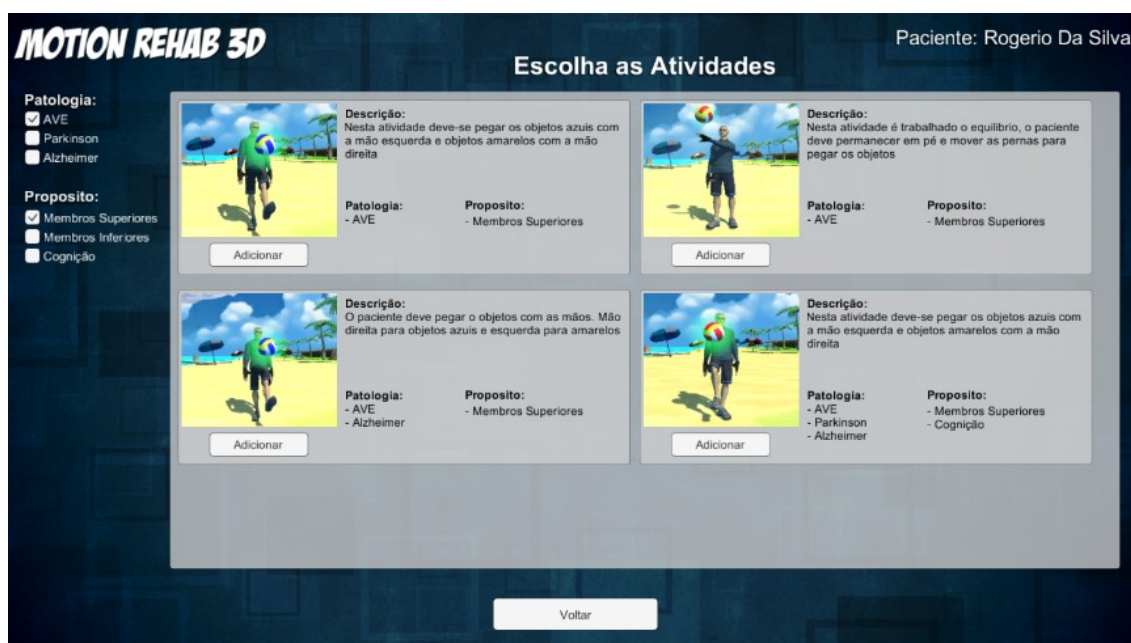 MOTION REHAB 3D
Paciente: Rogerio Da Silva
Escolha as Atividades
Patologia:
AVE
Parkinson
Alzheimer
Proposito:
Membros Superiores
Membros Inferiores
Cognição
Descrição:
Nesta atividade deve-se pegar os objetos azuis com
a mão esquerda e objetos amarelos com a mão
direita
Patologia:
- AVE
Proposito:
- Membros Superiores
Adicionar
Descrição:
Nesta atividade é trabalhado o equilibrio, o paciente
deve permanecer em pé e mover as pernas para
pegar os objetos
Patologia:
- AVE
Proposito:
- Membros Superiores
Adicionar
Descrição:
O paciente deve pegar o objetos com as mãos. Mão
direita para objetos azuis e esquerda para amarelos
Patologia:
- AVE
- Alzheimer
Proposito:
- Membros Superiores
Adicionar
Descrição:
Nesta atividade deve-se pegar os objetos azuis com
a mão esquerda e objetos amarelos com a mão
direita
Patologia:
- AVE
- Parkinson
- Alzheimer
Proposito:
- Membros Superiores
- Cognição
Adicionar
Voltar